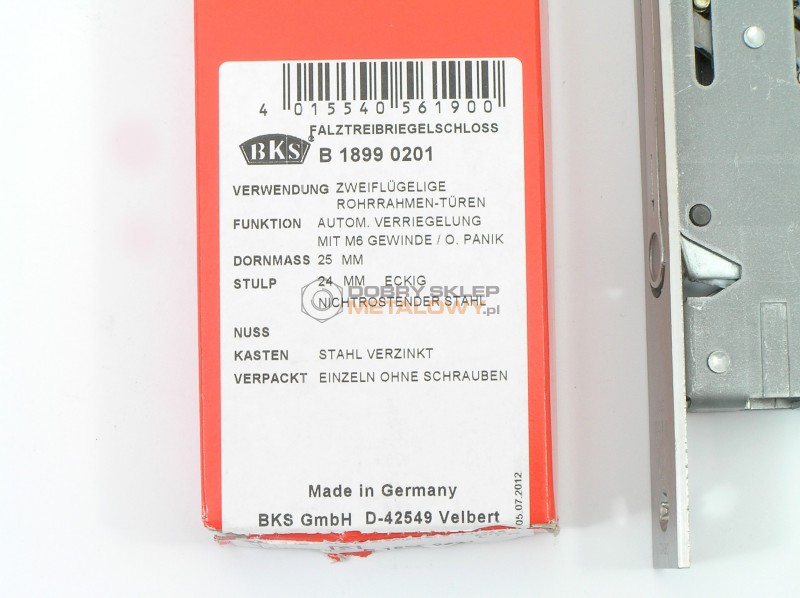 4 015540 561900
FALZTREIBRIEGELSCHLOSS
BKS® B 1899 0201
VERWENDUNG ZWEIFLÜGELIGE
ROHRRAHMEN-TÜREN
FUNKTION AUTOM. VERRIEGELUNG
MIT M6 GEWINDE / O. PANIK
DORNMASS 25 MM
STULP 24 MM ECKIG
NICHTROSTENDER STAHL
DOBRY SKLEP
METALOWY.pl
NUSS
KASTEN STAHL VERZINKT
VERPACKT EINZELN OHNE SCHRAUBEN
Made in Germany
BKS GmbH D-42549 Velbert
05.07.2012